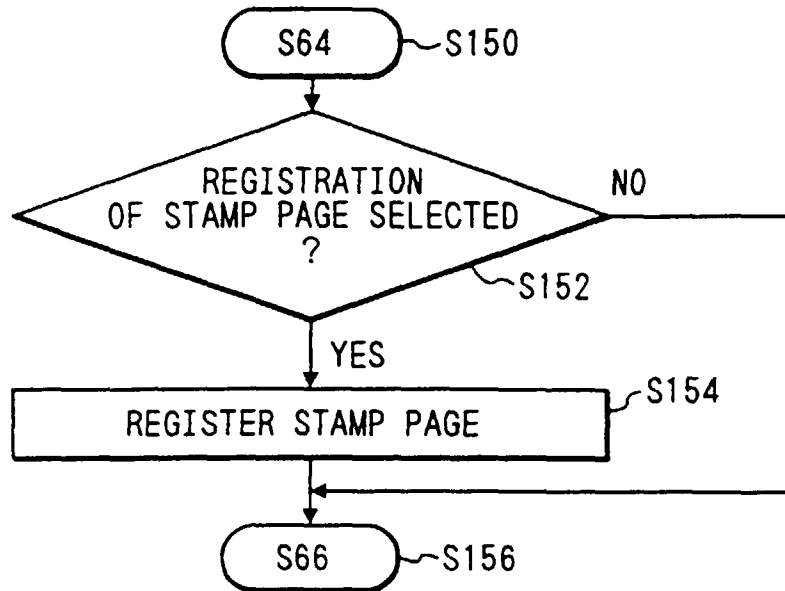 S64
S150
REGISTRATION
OF STAMP PAGE SELECTED
?
NO
S152
YES
S154
REGISTER STAMP PAGE
S66
S156